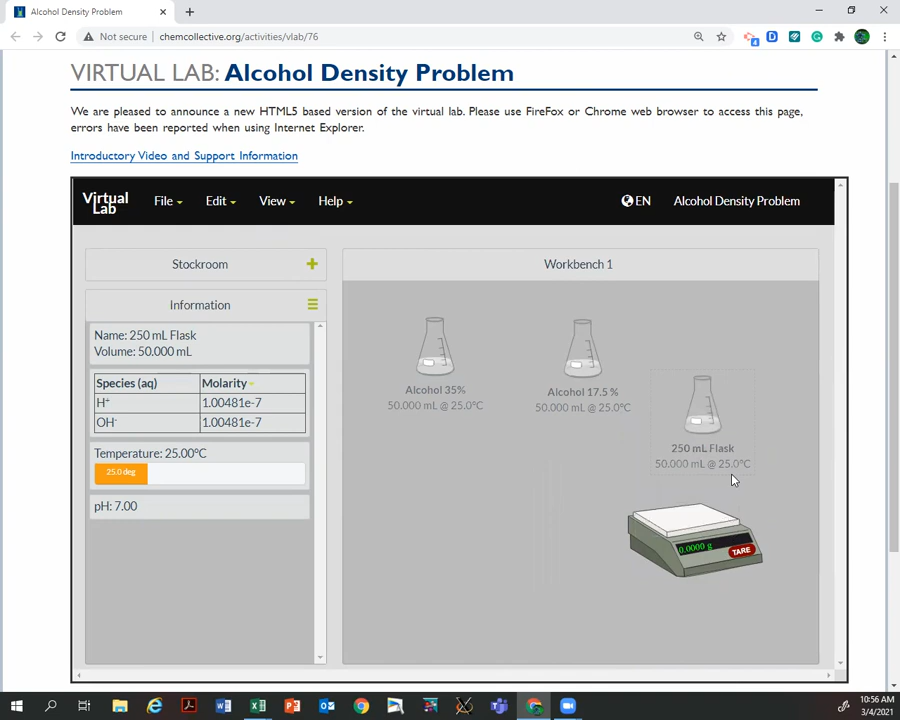 Alcohol Density Problem
Not secure | chemcollective.org/activities/vlab/76
VIRTUAL LAB: Alcohol Density Problem
We are pleased to announce a new HTML5 based version of the virtual lab. Please use FireFox or Chrome web browser to access this page,
errors have been reported when using Internet Explorer.
Introductory Video and Support Information
Virtual Lab
File
Edit
View
Help
EN
Alcohol Density Problem
Stockroom
Workbench 1
Information
Name: 250 mL Flask
Volume: 50.000 mL
Species (aq) Molarity
H+ 1.00481e-7
OH- 1.00481e-7
Temperature: 25.00°C
25.0 deg
pH: 7.00
Alcohol 35%
50.000 mL @ 25.0°C
Alcohol 17.5 %
50.000 mL @ 25.0°C
250 mL Flask
50.000 mL @ 25.0°C
0.0000 g
TARE
10:56 AM
3/4/2021